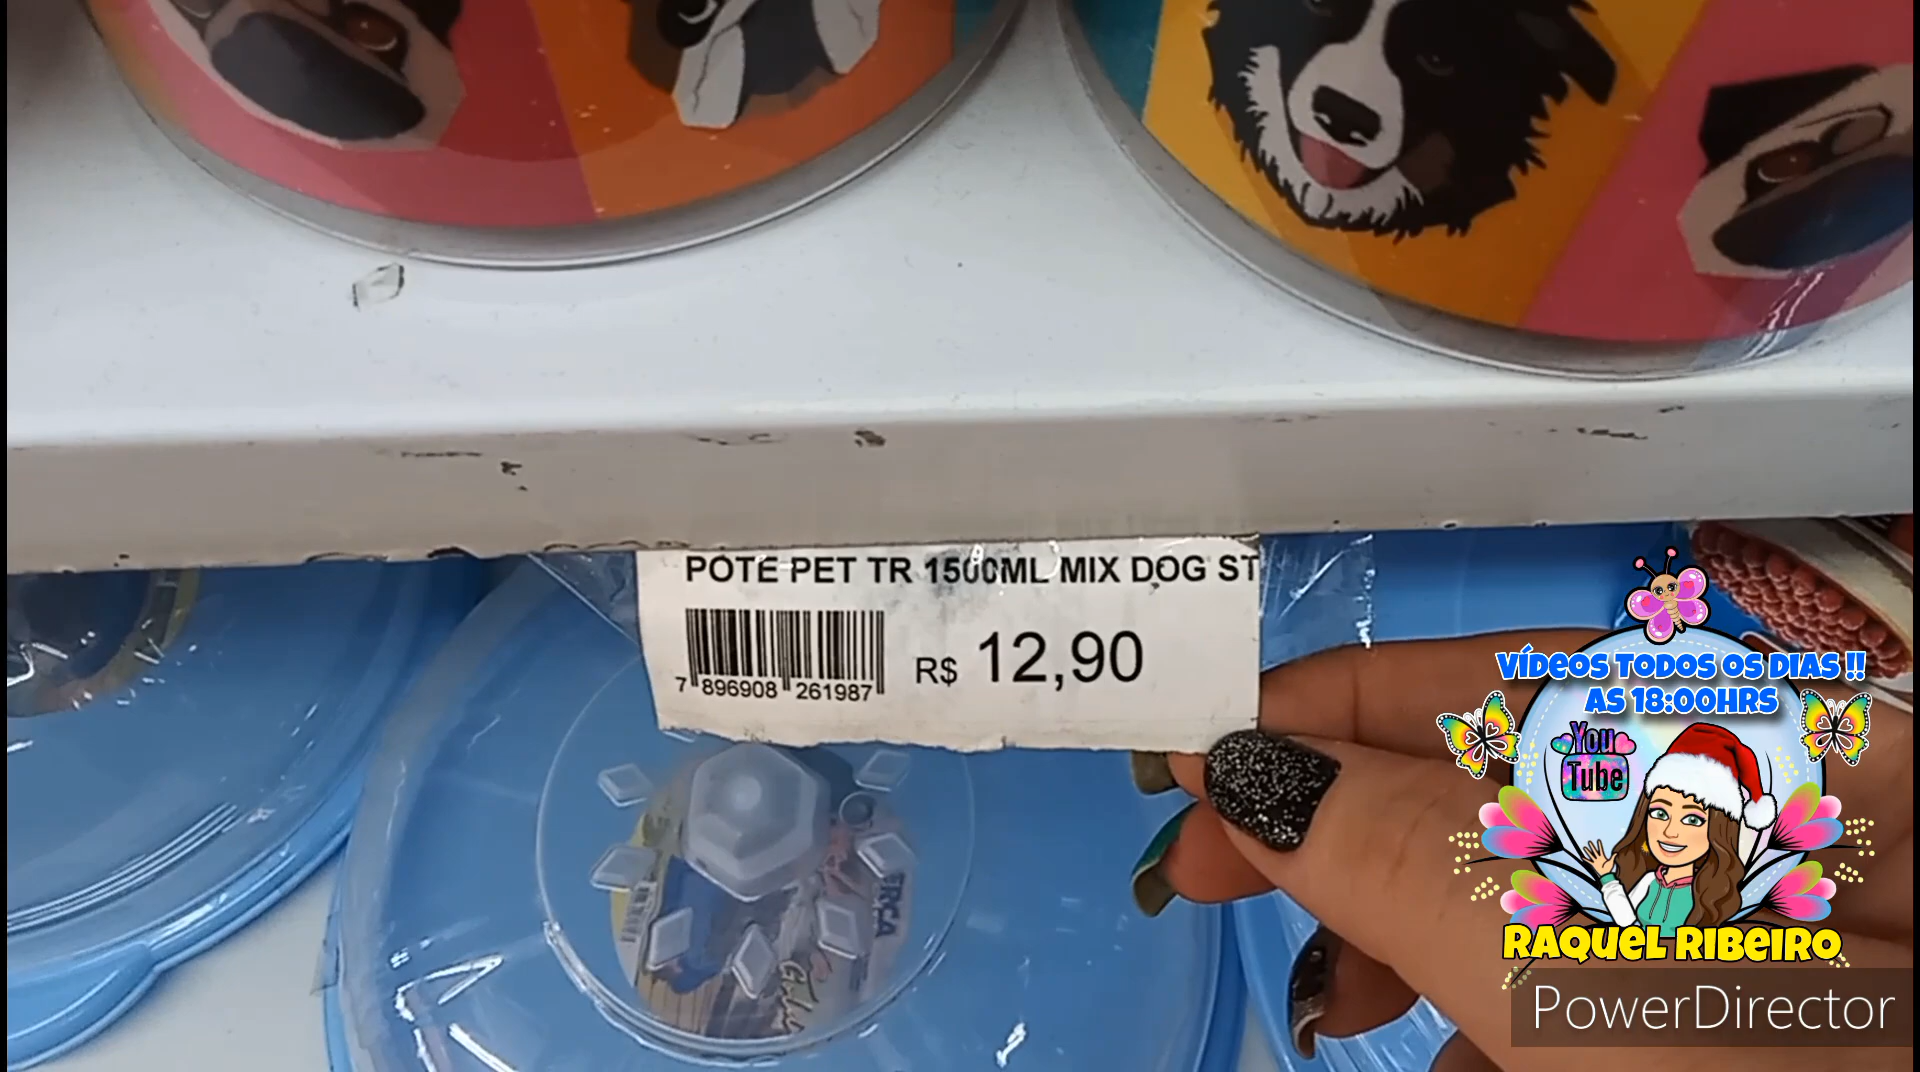 POTE PET TR 1500ML MIX DOG ST
R$ 12,90
7 896908 261987
VÍDEOS TODOS OS DIAS !!
AS 18:00HRS
You
Tube
RAQUEL RIBEIRO
PowerDirector